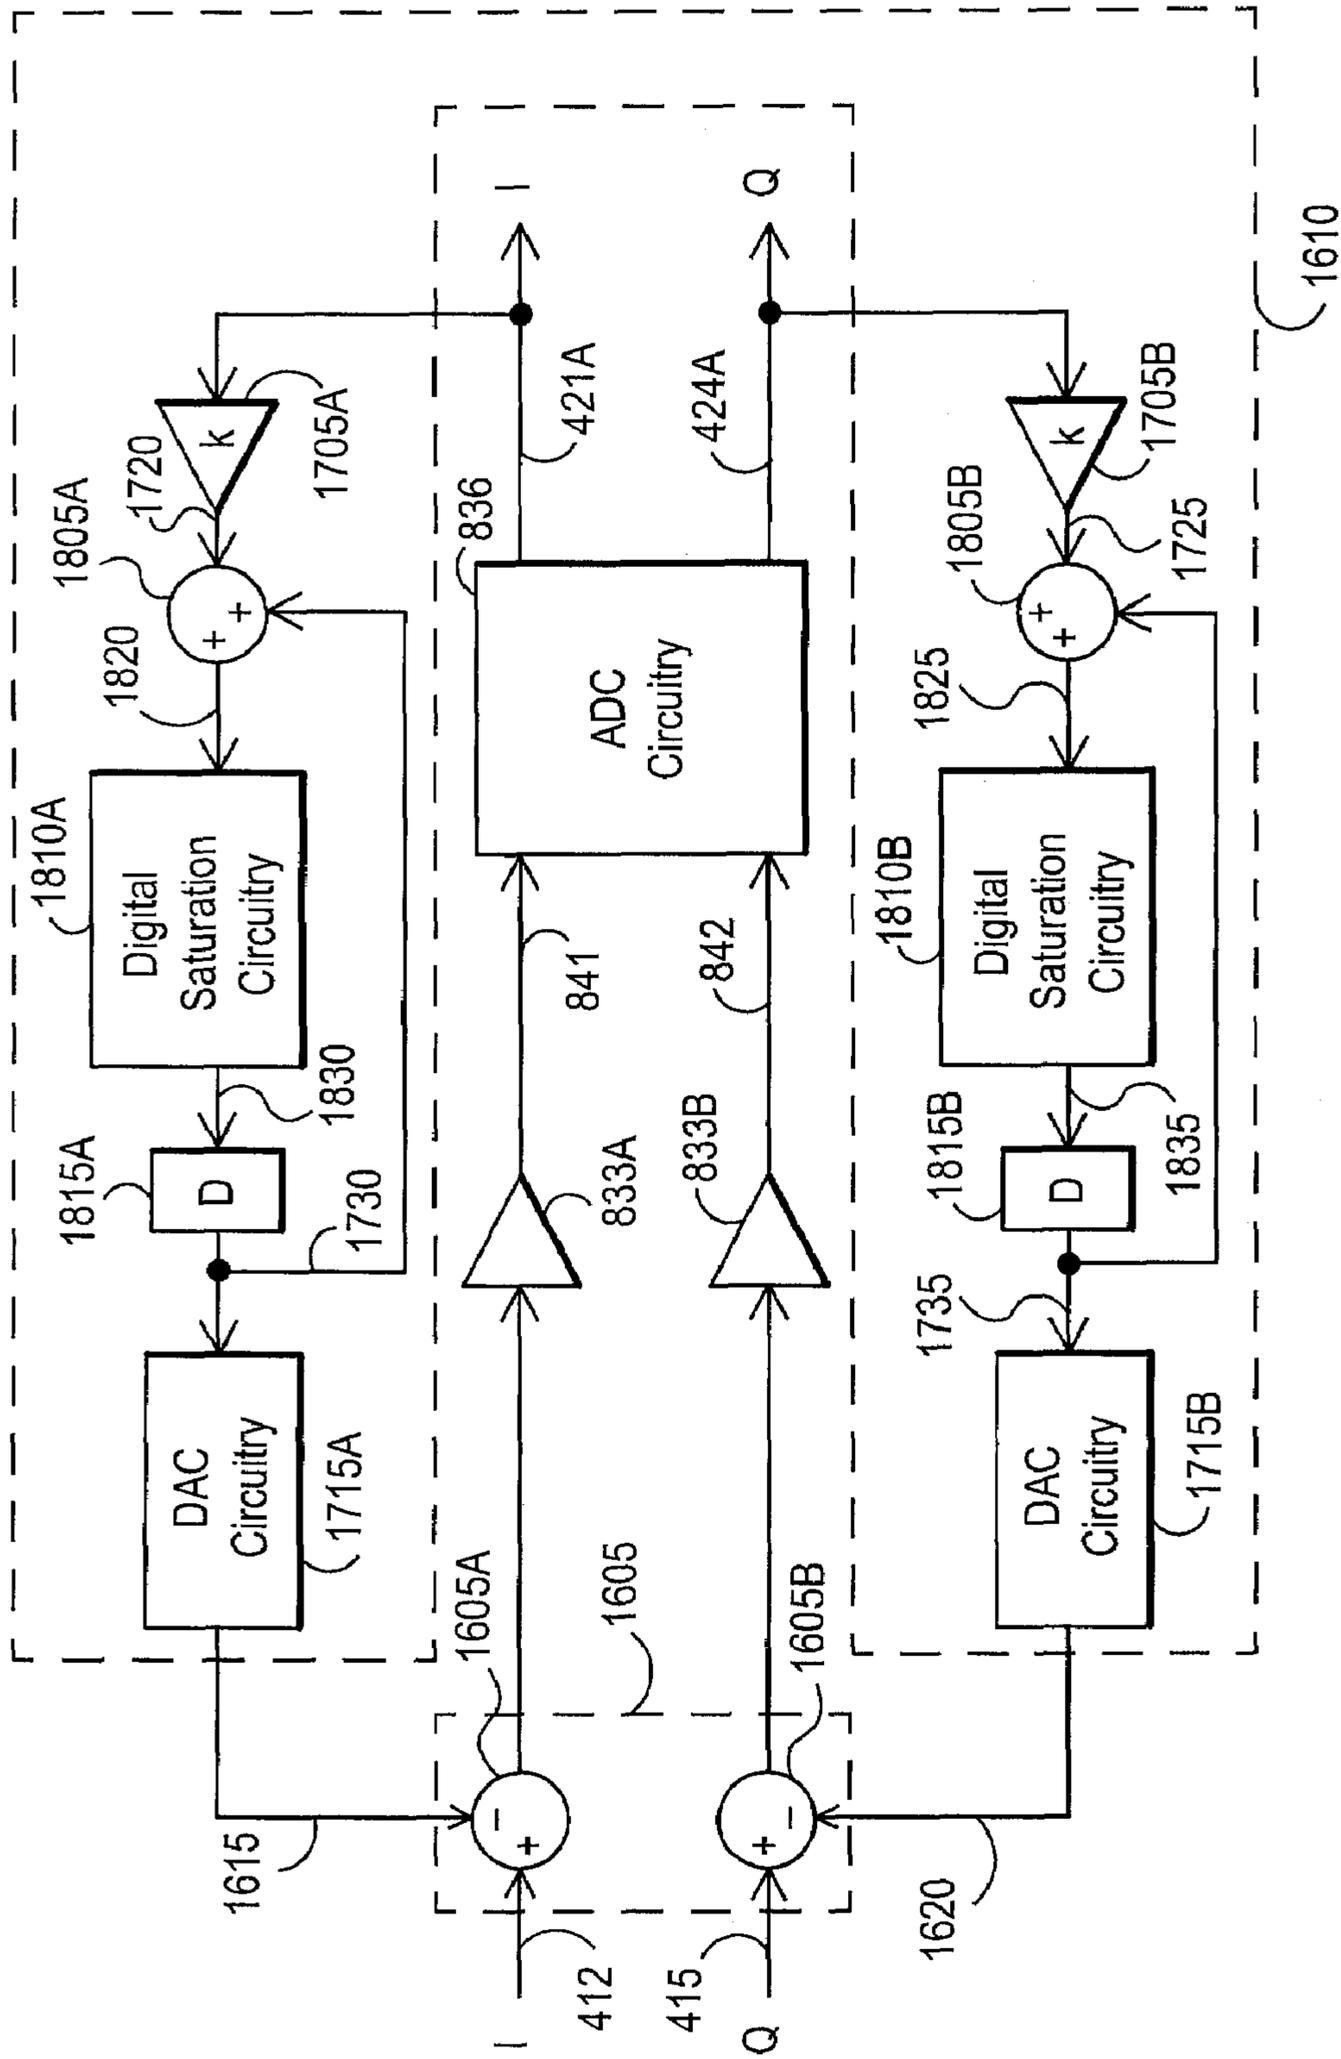 1615
DAC
Circuitry
1715A
1815A
D
1730
1830
1810A
Digital
Saturation
Circuitry
1820
1805A
+
+
1720
k
1705A
I
412
−
+
1605A
1605
833A
841
836
ADC
Circuitry
421A
I
Q
415
+
−
1605B
833B
842
424A
Q
1620
DAC
Circuitry
1715B
1735
1815B
D
1835
1810B
Digital
Saturation
Circuitry
1825
1805B
+
+
1725
k
1705B
1610